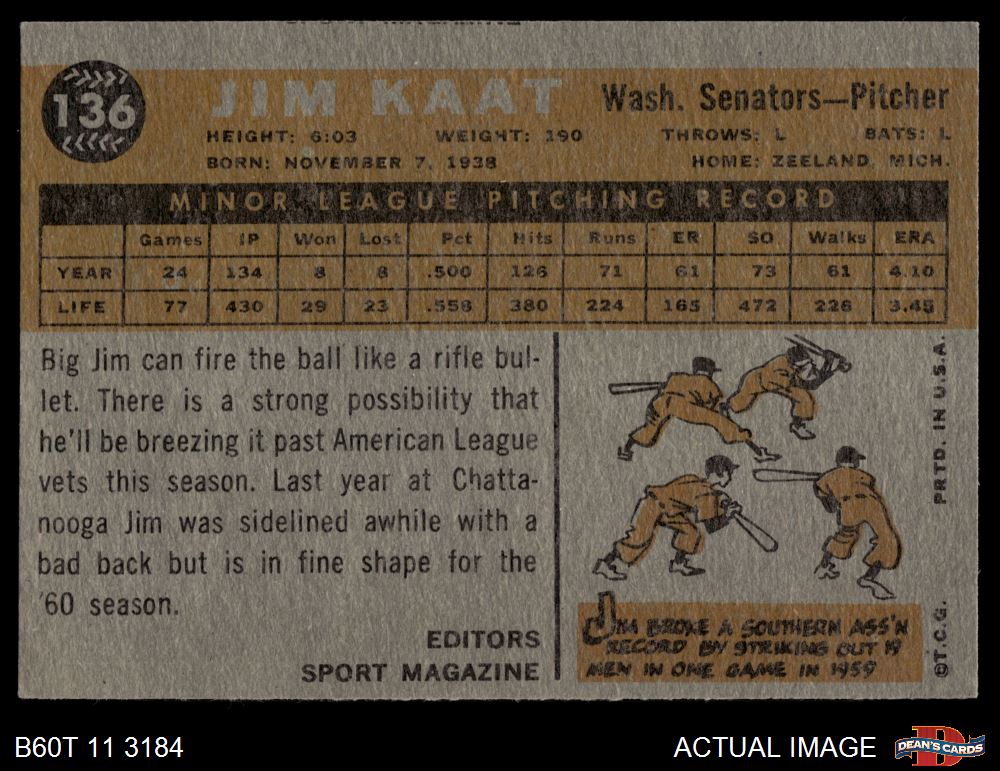 136
JIM KAAT
Wash. Senators—Pitcher
HEIGHT: 6:03 WEIGHT: 190 THROWS: L BATS: L
BORN: NOVEMBER 7, 1938 HOME: ZEELAND, MICH.
MINOR LEAGUE PITCHING RECORD
Games IP Won Lost Pct Hits Runs ER SO Walks ERA
YEAR 24 134 8 8 .500 126 71 61 73 61 4.10
LIFE 77 430 29 23 .558 380 224 165 472 228 3.45
Big Jim can fire the ball like a rifle bul-
let. There is a strong possibility that
he'll be breezing it past American League
vets this season. Last year at Chatta-
nooga Jim was sidelined awhile with a
bad back but is in fine shape for the
'60 season.
EDITORS
SPORT MAGAZINE
JIM BROKE A SOUTHERN ASS'N
RECORD BY STRIKING OUT 19
MEN IN ONE GAME IN 1959
©T.C.G. PRTD. IN U.S.A.
B60T 11 3184
ACTUAL IMAGE
DEAN'S CARDS